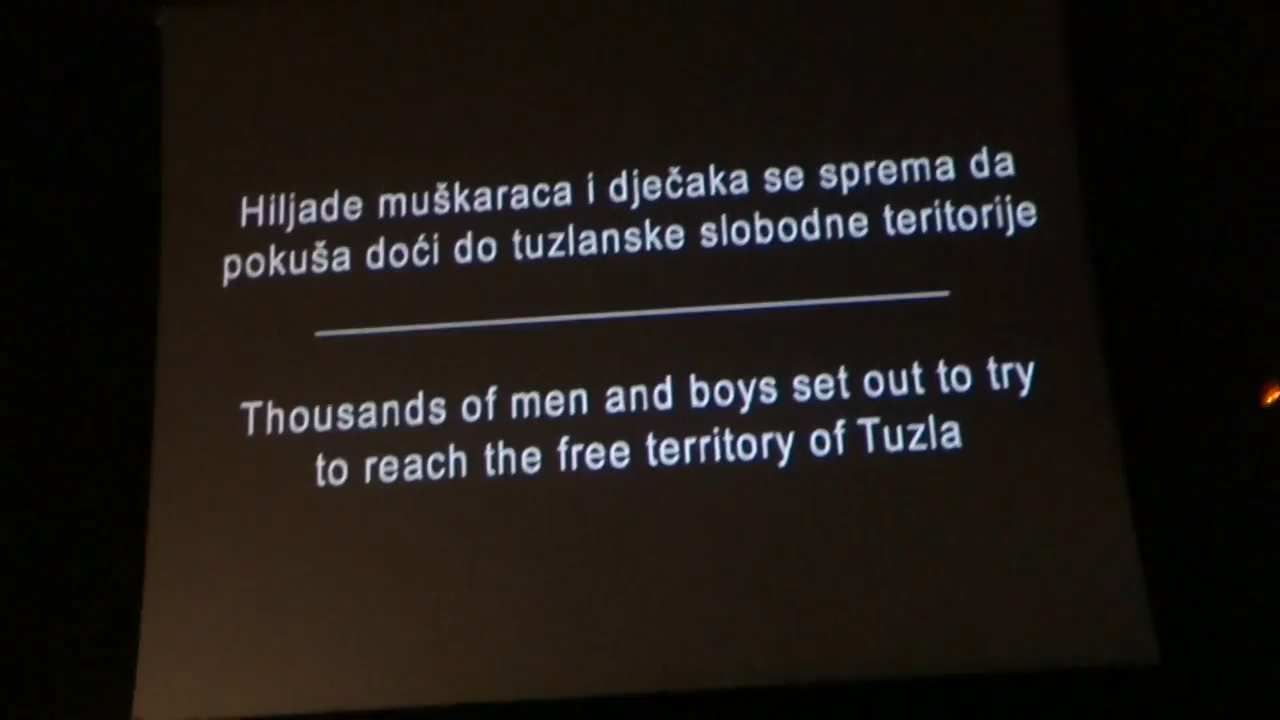 Hiljade muškaraca i dječaka se sprema da
pokuša doći do tuzlanske slobodne teritorije
Thousands of men and boys set out to try
to reach the free territory of Tuzla